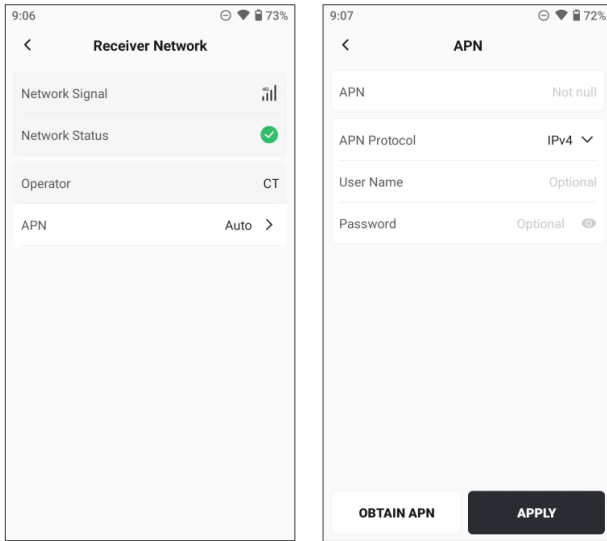 9:06 73%
Receiver Network
Network Signal 4G
Network Status
Operator CT
APN Auto
9:07 72%
APN
APN Not null
APN Protocol IPv4
User Name Optional
Password Optional
OBTAIN APN APPLY